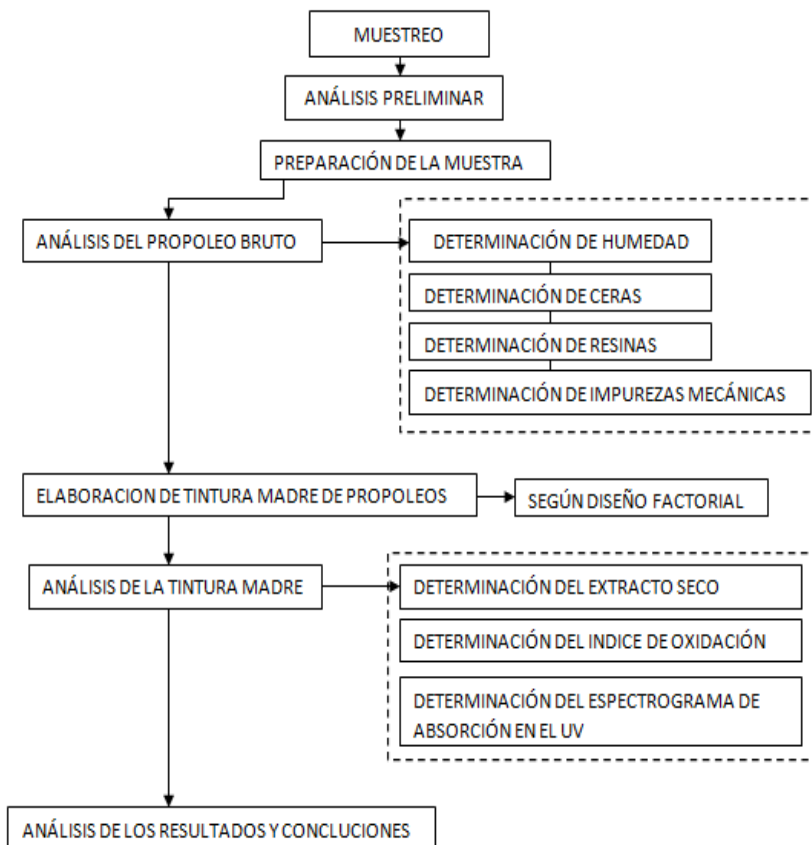 MUESTREO
ANÁLISIS PRELIMINAR
PREPARACIÓN DE LA MUESTRA
ANÁLISIS DEL PROPOLEO BRUTO
DETERMINACIÓN DE HUMEDAD
DETERMINACIÓN DE CERAS
DETERMINACIÓN DE RESINAS
DETERMINACIÓN DE IMPUREZAS MECÁNICAS
ELABORACION DE TINTURA MADRE DE PROPOLEOS
SEGÚN DISEÑO FACTORIAL
ANÁLISIS DE LA TINTURA MADRE
DETERMINACIÓN DEL EXTRACTO SECO
DETERMINACIÓN DEL INDICE DE OXIDACIÓN
DETERMINACIÓN DEL ESPECTROGRAMA DE
ABSORCIÓN EN EL UV
ANÁLISIS DE LOS RESULTADOS Y CONCLUCIONES